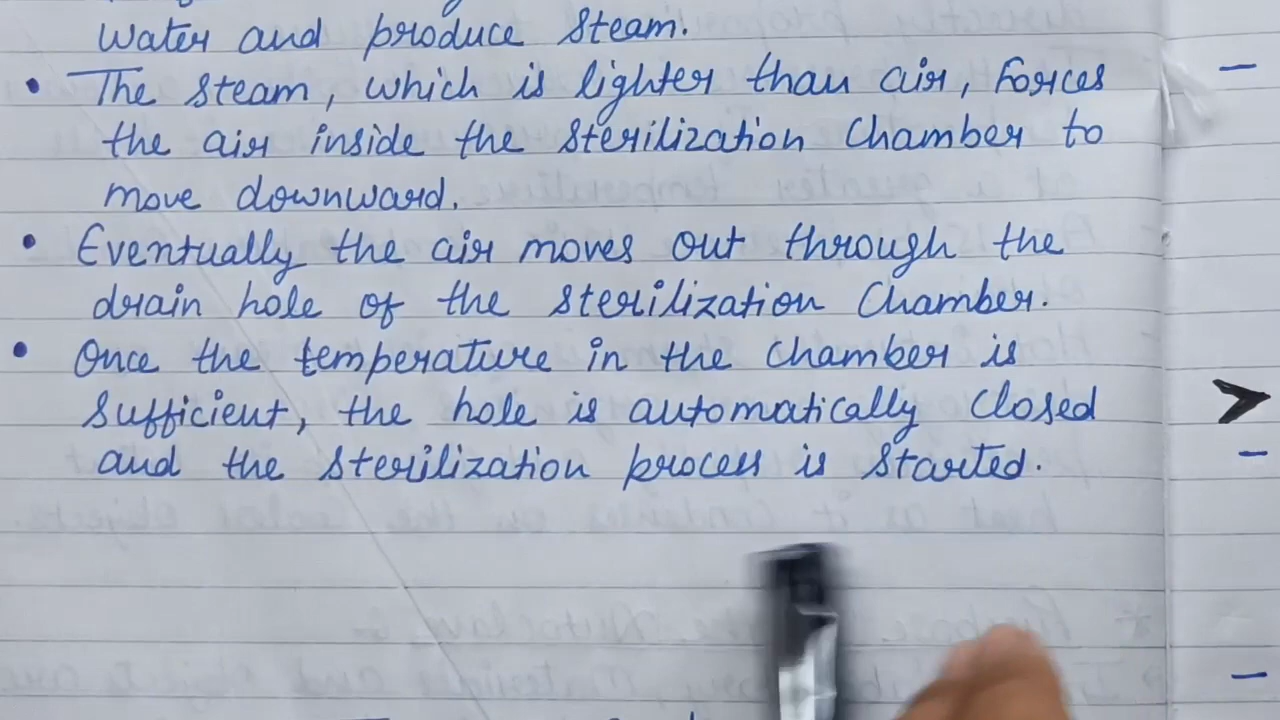 Water and produce steam.
• The steam, which is lighter than air, Forces
the air inside the sterilization Chamber to
move downward.
• Eventually the air moves out through the
drain hole of the sterilization Chamber.
• Once the temperature in the chamber is
Sufficient, the hole is automatically closed
and the sterilization process is started.